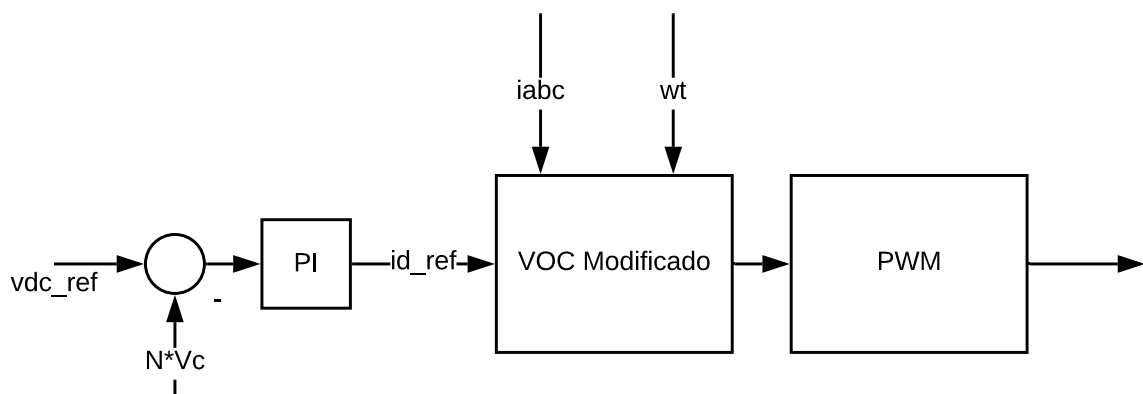 iabc
wt
vdc_ref
-
PI
id_ref
VOC Modificado
PWM
N*Vc